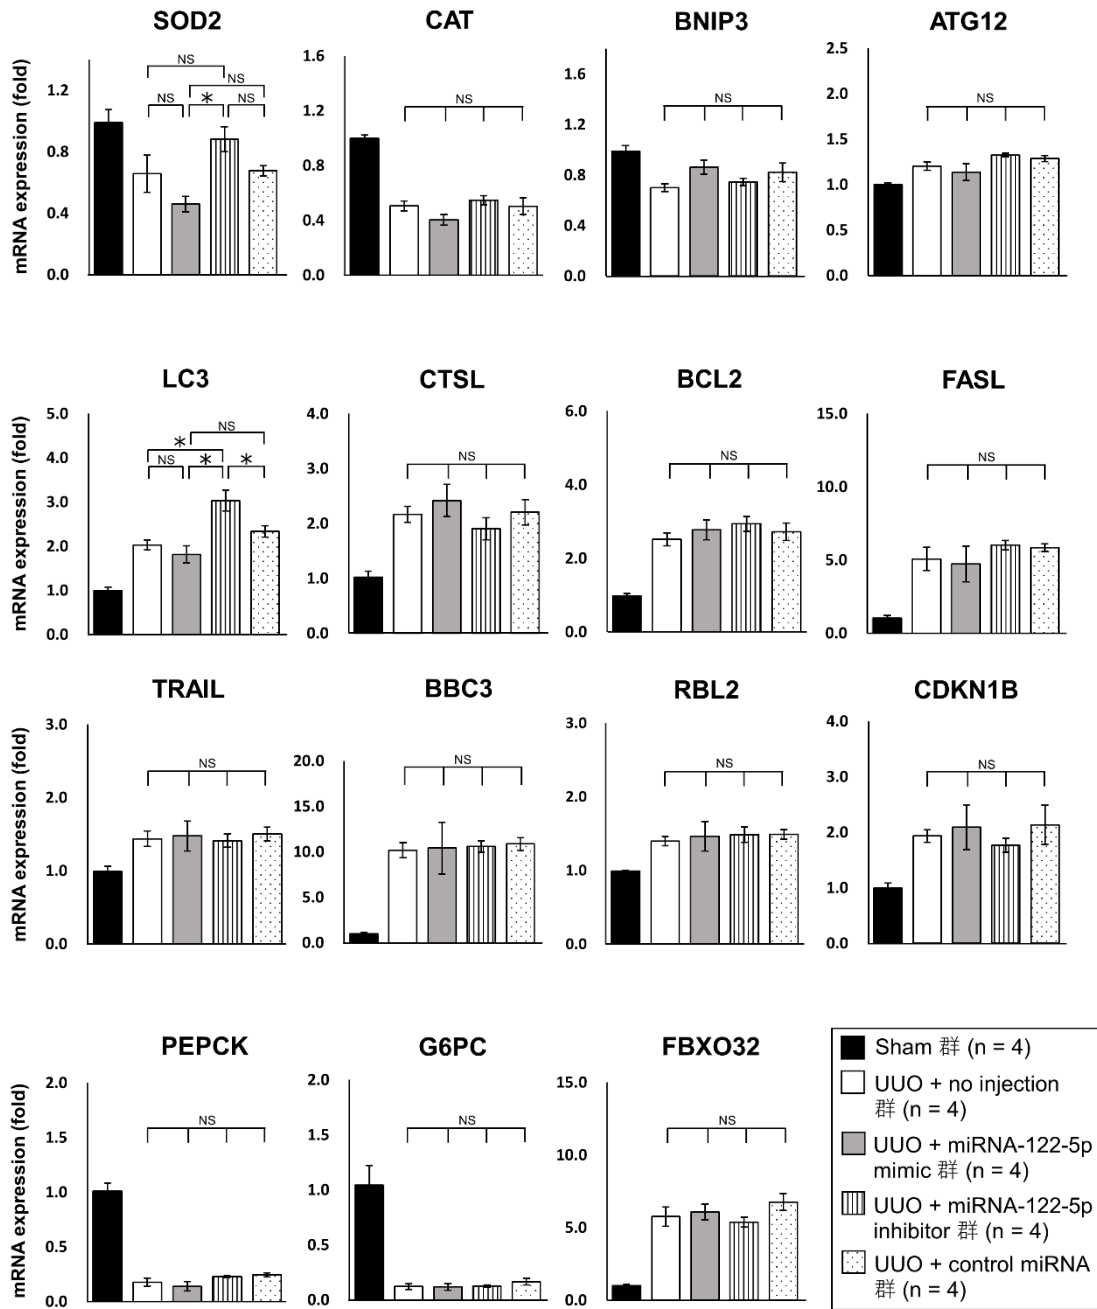 SOD2
CAT
BNIP3
ATG12
mRNA expression (fold)
1.2
0.8
0.4
0.0
NS
NS
NS
*
NS
1.6
1.2
0.8
0.4
0.0
NS
1.6
1.2
0.8
0.4
0.0
NS
2.5
2.0
1.5
1.0
0.5
0.0
NS
LC3
CTSL
BCL2
FASL
mRNA expression (fold)
5.0
4.0
3.0
2.0
1.0
0.0
NS
*
NS
*
*
4.0
3.0
2.0
1.0
0.0
NS
6.0
4.0
2.0
0.0
NS
15.0
10.0
5.0
0.0
NS
TRAIL
BBC3
RBL2
CDKN1B
mRNA expression (fold)
3.0
2.0
1.0
0.0
NS
20.0
15.0
10.0
5.0
0.0
NS
3.0
2.0
1.0
0.0
NS
4.0
3.0
2.0
1.0
0.0
NS
PEPCK
G6PC
FBXO32
mRNA expression (fold)
2.0
1.5
1.0
0.5
0.0
NS
2.0
1.5
1.0
0.5
0.0
NS
15.0
10.0
5.0
0.0
NS
Sham 群 (n = 4)
UUO + no injection
群 (n = 4)
UUO + miRNA-122-5p
mimic 群 (n = 4)
UUO + miRNA-122-5p
inhibitor 群 (n = 4)
UUO + control miRNA
群 (n = 4)